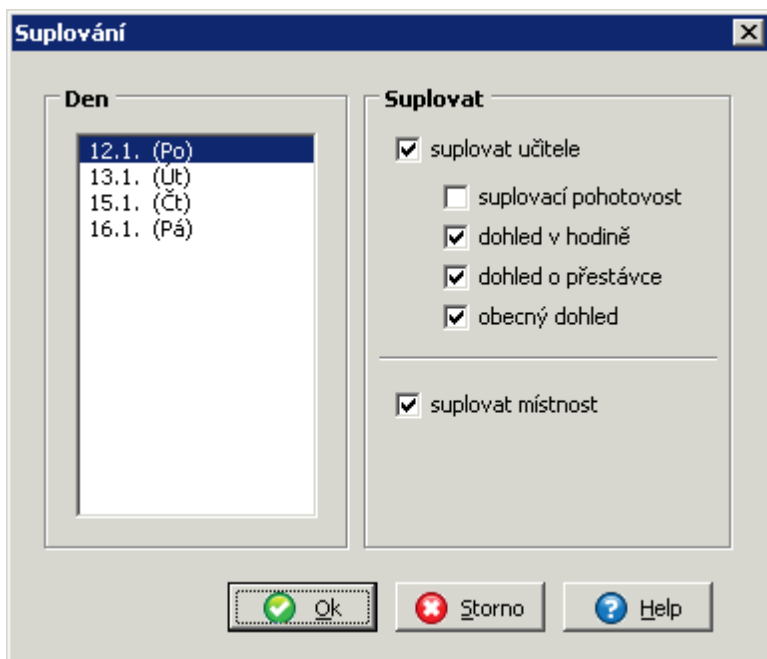 Suplování
Den
12.1. (Po)
13.1. (Út)
15.1. (Čt)
16.1. (Pá)
Suplovat
suplovat učitele
suplovací pohotovost
dohled v hodině
dohled o přestávce
obecný dohled
suplovat místnost
Ok
Storno
Help